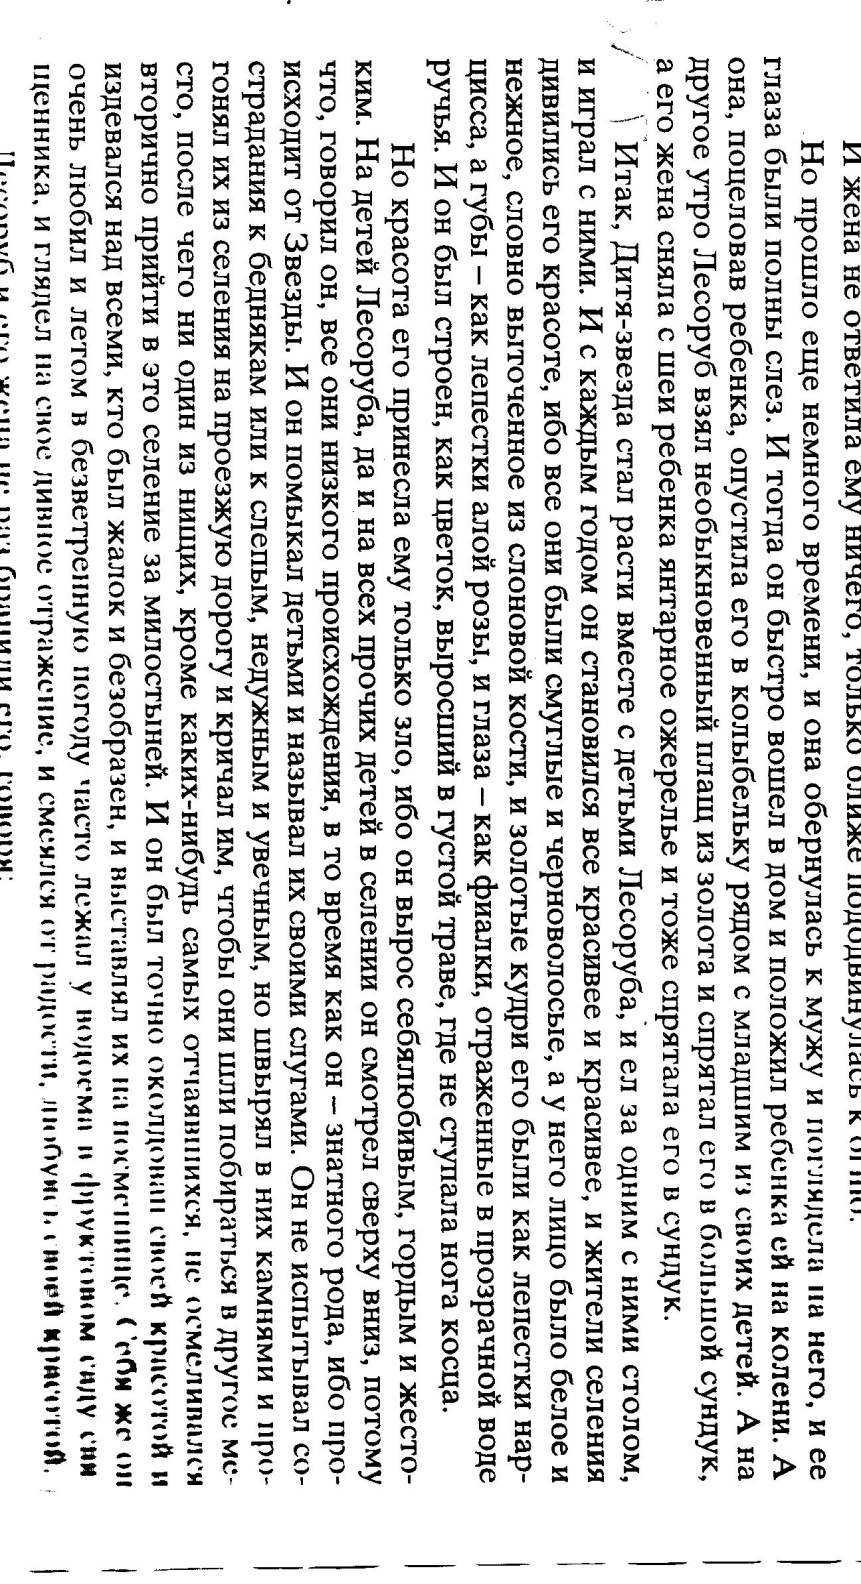 И жена не ответила ему ничего, только ближе пододвинулась к огню.
Но прошло еще немного времени, и она обернулась к мужу и поглядела на него, и ее
глаза были полны слез. И тогда он быстро вошел в дом и положил ребенка ей на колени. А
она, поцеловав ребенка, опустила его в колыбельку рядом с младшим из своих детей. А на
другое утро Лесоруб взял необыкновенный плащ из золота и спрятал его в большой сундук,
а его жена сняла с шеи ребенка янтарное ожерелье и тоже спрятала его в сундук.
Итак, Дитя-звезда стал расти вместе с детьми Лесоруба, и ел за одним с ними столом,
и играл с ними. И с каждым годом он становился все красивее и красивее, и жители селения
дивились его красоте, ибо все они были смуглые и черноволосые, а у него лицо было белое и
нежное, словно выточенное из слоновой кости, и золотые кудри его были как лепестки нар-
цисса, а губы – как лепестки алой розы, и глаза – как фиалки, отраженные в прозрачной воде
ручья. И он был строен, как цветок, выросший в густой траве, где не ступала нога косца.
Но красота его принесла ему только зло, ибо он вырос себялюбивым, гордым и жесто-
ким. На детей Лесоруба, да и на всех прочих детей в селении он смотрел сверху вниз, потому
что, говорил он, все они низкого происхождения, в то время как он – знатного рода, ибо про-
исходит от Звезды. И он помыкал детьми и называл их своими слугами. Он не испытывал со-
страдания к беднякам или к слепым, недужным и увечным, но швырял в них камнями и про-
гонял их из селения на проезжую дорогу и кричал им, чтобы они шли побираться в другое ме-
сто, после чего ни один из нищих, кроме каких-нибудь самых отчаявшихся, не осмеливался
вторично прийти в это селение за милостыней. И он был точно околдован своей красотой и
издевался над всеми, кто был жалок и безобразен, и выставлял их на посмешище. Себя же он
очень любил и летом в безветренную погоду часто лежал у водоема в фруктовом саду свя
щенника, и глядел на свое дивное отражение, и смеялся от радости, любуясь своей красотой.
Лесоруб и его жена не раз бранили его, говоря: